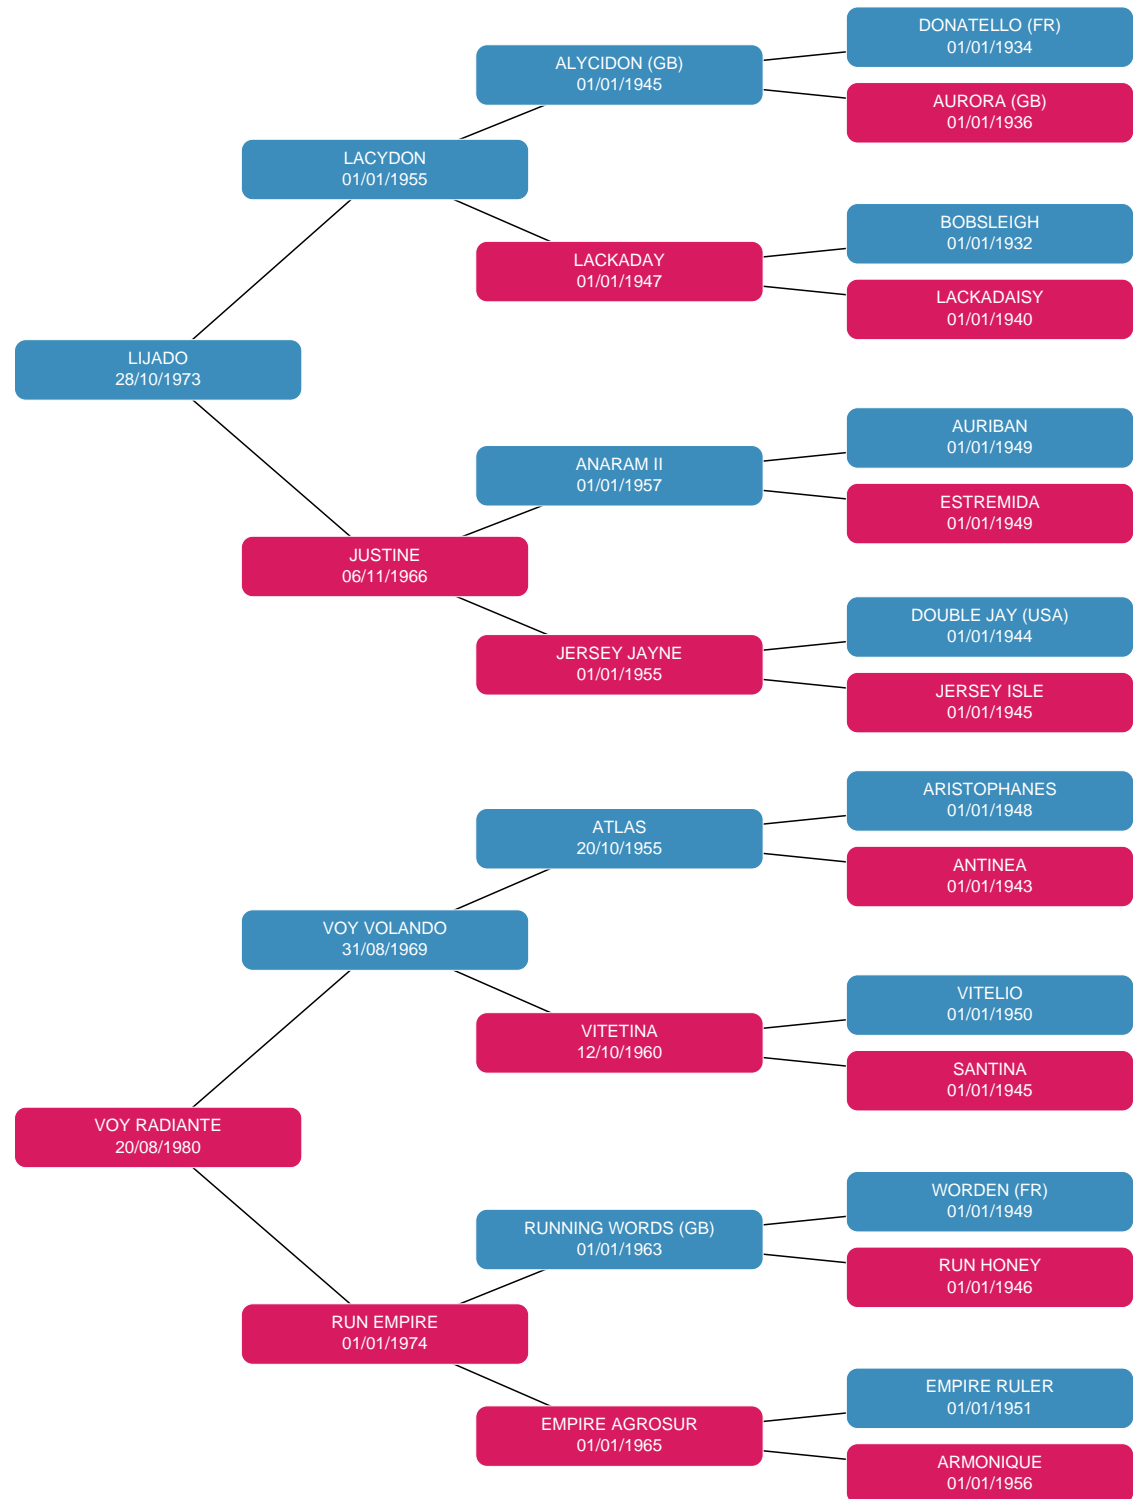 DONATELLO (FR)
01/01/1934
ALYCIDON (GB)
01/01/1945
AURORA (GB)
01/01/1936
LACYDON
01/01/1955
BOBSLEIGH
01/01/1932
LACKADAY
01/01/1947
LACKADAISY
01/01/1940
LIJADO
28/10/1973
AURIBAN
01/01/1949
ANARAM II
01/01/1957
ESTREMIDA
01/01/1949
JUSTINE
06/11/1966
DOUBLE JAY (USA)
01/01/1944
JERSEY JAYNE
01/01/1955
JERSEY ISLE
01/01/1945
ARISTOPHANES
01/01/1948
ATLAS
20/10/1955
ANTINEA
01/01/1943
VOY VOLANDO
31/08/1969
VITELIO
01/01/1950
VITETINA
12/10/1960
SANTINA
01/01/1945
VOY RADIANTE
20/08/1980
WORDEN (FR)
01/01/1949
RUNNING WORDS (GB)
01/01/1963
RUN HONEY
01/01/1946
RUN EMPIRE
01/01/1974
EMPIRE RULER
01/01/1951
EMPIRE AGROSUR
01/01/1965
ARMONIQUE
01/01/1956